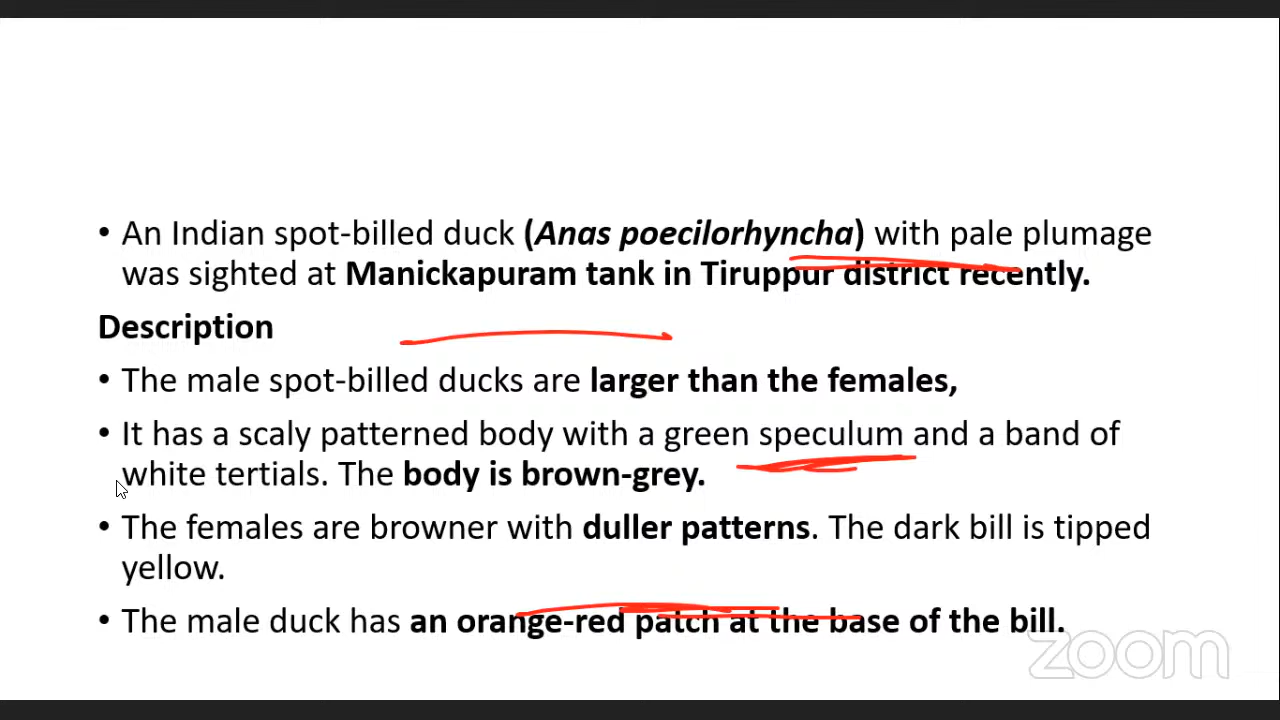 • An Indian spot-billed duck (Anas poecilorhyncha) with pale plumage
was sighted at Manickapuram tank in Tiruppur district recently.
Description
• The male spot-billed ducks are larger than the females,
• It has a scaly patterned body with a green speculum and a band of
white tertials. The body is brown-grey.
• The females are browner with duller patterns. The dark bill is tipped
yellow.
• The male duck has an orange-red patch at the base of the bill.
zoom